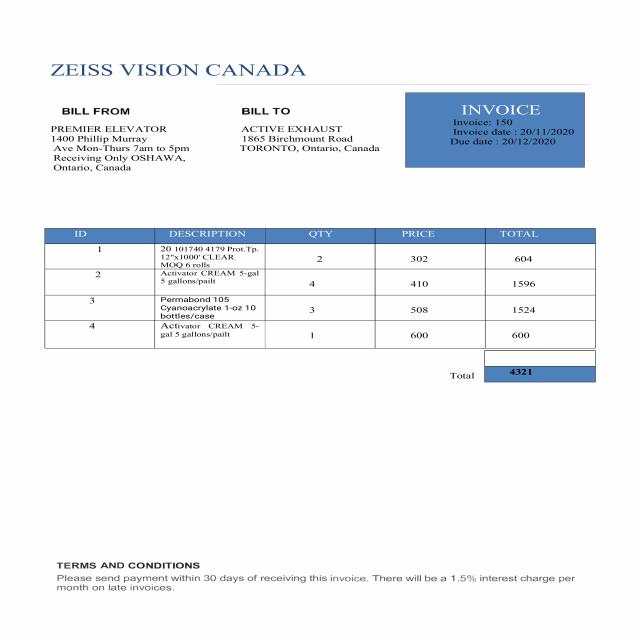 ZEISS VISION CANADA
BILL FROM
PREMIER ELEVATOR
1400 Phillip Murray
Ave Mon-Thurs 7am to 5pm
Receiving Only OSHAWA,
Ontario, Canada
BILL TO
ACTIVE EXHAUST
1865 Birchmount Road
TORONTO, Ontario, Canada
INVOICE
Invoice: 150
Invoice date : 20/11/2020
Due date : 20/12/2020
ID DESCRIPTION QTY PRICE TOTAL
1
20 101740 4179 Prot.Tp.
12"x1000' CLEAR
MOQ 6 rolls
2 302 604
2
Activator CREAM 5-gal
5 gallons/pailt
4 410 1596
3
Permabond 105
Cyanoacrylate 1-oz 10
bottles/case
3 508 1524
4
Activator CREAM 5-
gal 5 gallons/pailt
1 600 600
Total 4321
TERMS AND CONDITIONS
Please send payment within 30 days of receiving this invoice. There will be a 1.5% interest charge per
month on late invoices.